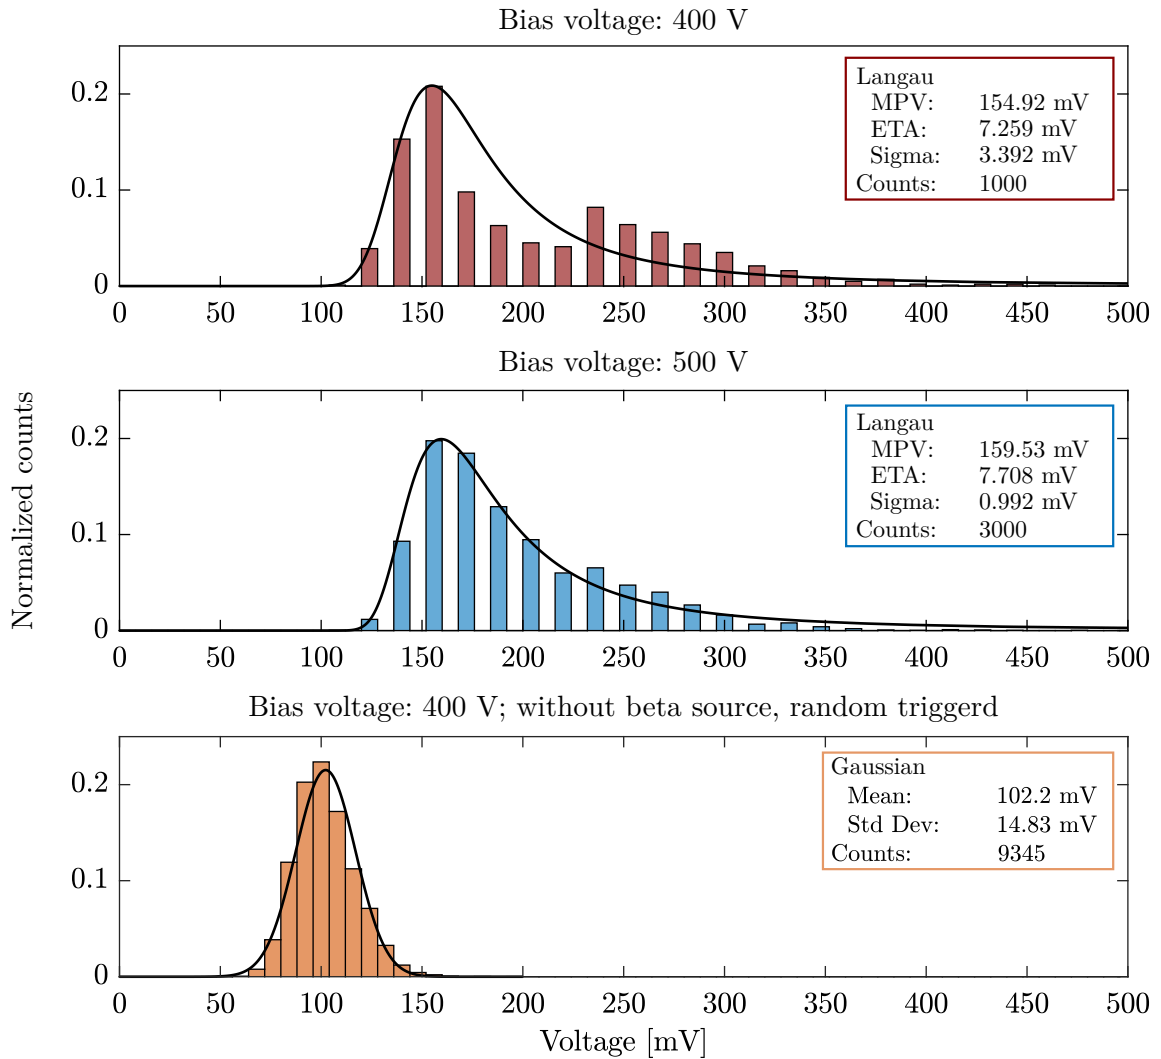 Bias voltage: 400 V
0.2
0.1
0
Langau
MPV: 154.92 mV
ETA: 7.259 mV
Sigma: 3.392 mV
Counts: 1000
0 50 100 150 200 250 300 350 400 450 500
Bias voltage: 500 V
Normalized counts
0.2
0.1
0
Langau
MPV: 159.53 mV
ETA: 7.708 mV
Sigma: 0.992 mV
Counts: 3000
0 50 100 150 200 250 300 350 400 450 500
Bias voltage: 400 V; without beta source, random triggerd
0.2
0.1
0
Gaussian
Mean: 102.2 mV
Std Dev: 14.83 mV
Counts: 9345
0 50 100 150 200 250 300 350 400 450 500
Voltage [mV]